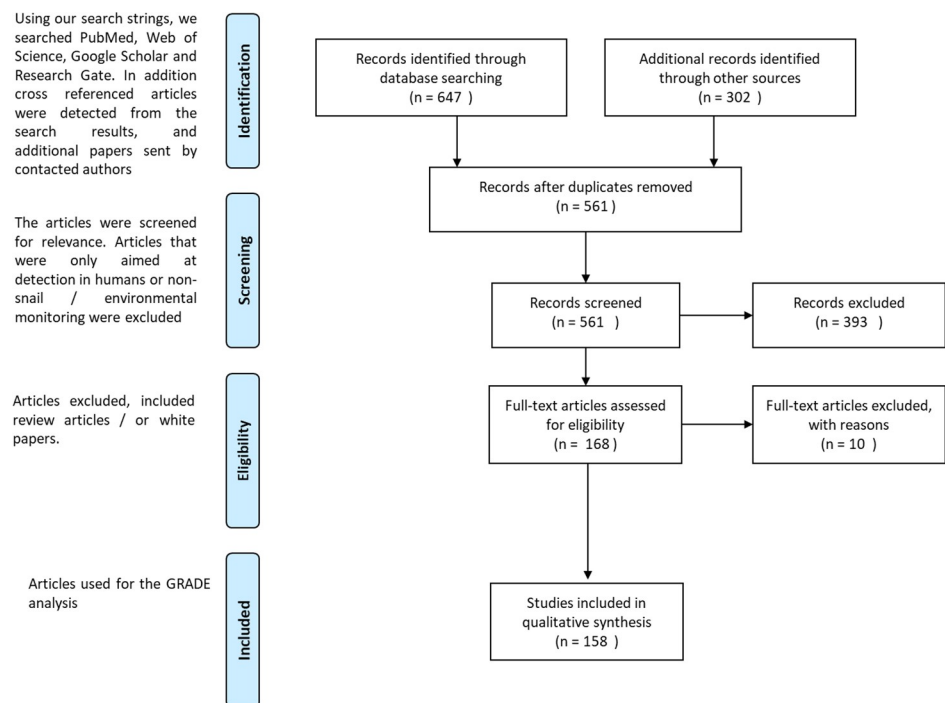 Using our search strings, we
searched PubMed, Web of
Science, Google Scholar and
Research Gate. In addition
cross referenced articles
were detected from the
search results, and
additional papers sent by
contacted authors
Identification
Records identified through
database searching
(n = 647 )
Additional records identified
through other sources
(n = 302 )
Records after duplicates removed
(n = 561 )
The articles were screened
for relevance. Articles that
were only aimed at
detection in humans or non-
snail / environmental
monitoring were excluded
Screening
Records screened
(n = 561 )
Records excluded
(n = 393 )
Articles excluded, included
review articles / or white
papers.
Eligibility
Full-text articles assessed
for eligibility
(n = 168 )
Full-text articles excluded,
with reasons
(n = 10 )
Articles used for the GRADE
analysis
Included
Studies included in
qualitative synthesis
(n = 158 )